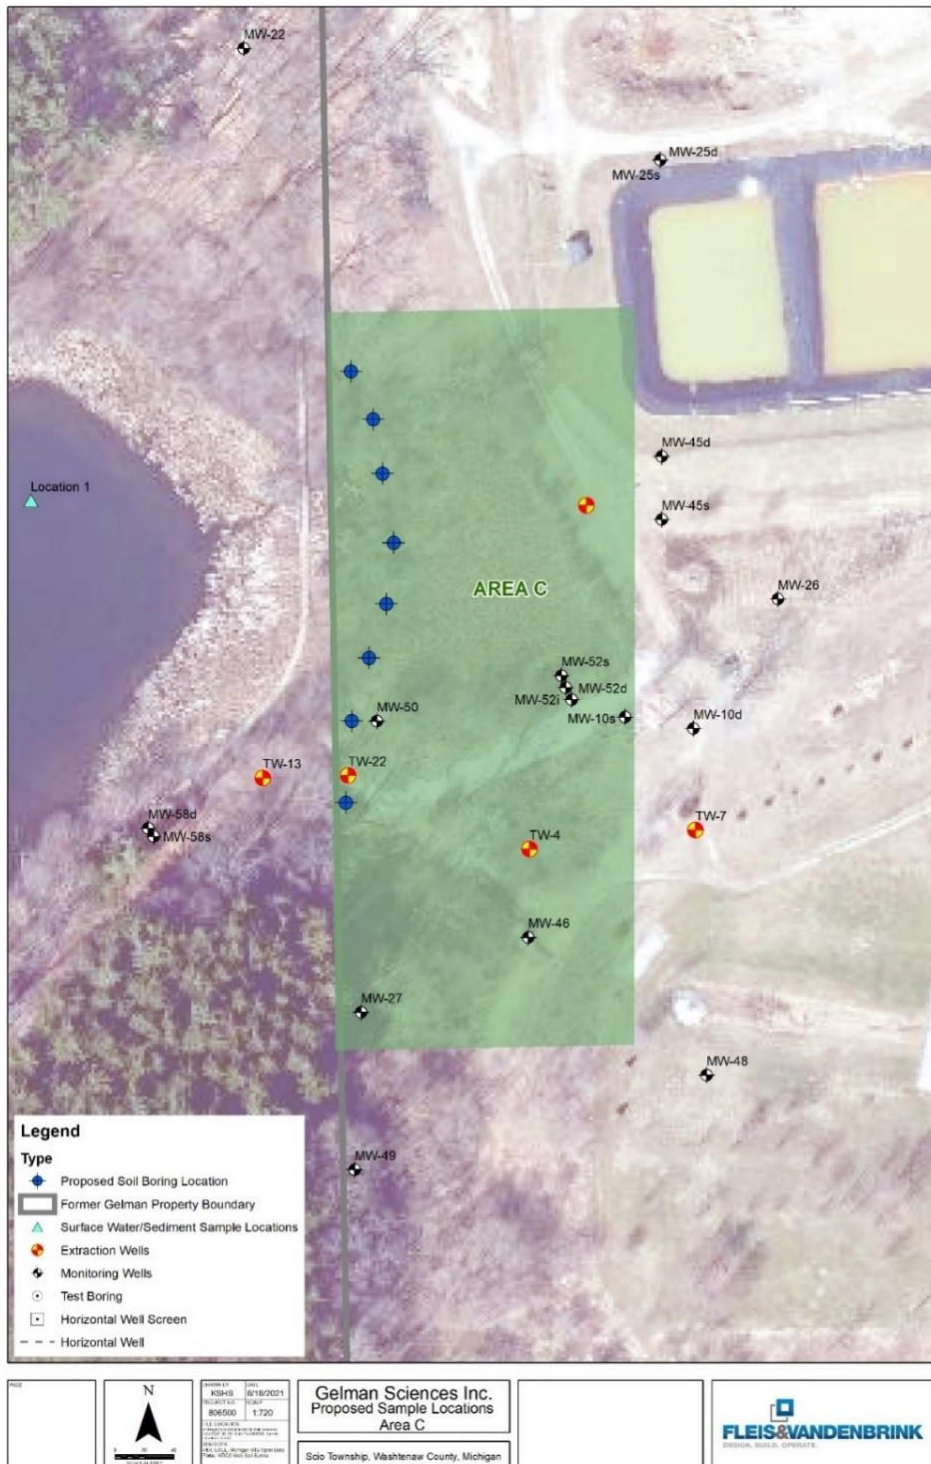 MW-22
MW-25d
MW-25s
MW-45d
Location 1
MW-45s
AREA C
MW-26
MW-52s
MW-52d
MW-52i
MW-50
MW-10s
MW-10d
TW-13
TW-22
TW-7
MW-58d
MW-58s
TW-4
MW-46
MW-27
MW-48
MW-49
Legend
Type
Proposed Soil Boring Location
Former Gelman Property Boundary
Surface Water/Sediment Sample Locations
Extraction Wells
Monitoring Wells
Test Boring
Horizontal Well Screen
Horizontal Well
N
KSHS
8/18/2021
806500
1:720
Gelman Sciences Inc.
Proposed Sample Locations
Area C
Scio Township, Washtenaw County, Michigan
FLEIS&VANDENBRINK
DESIGN. BUILD. OPERATE.